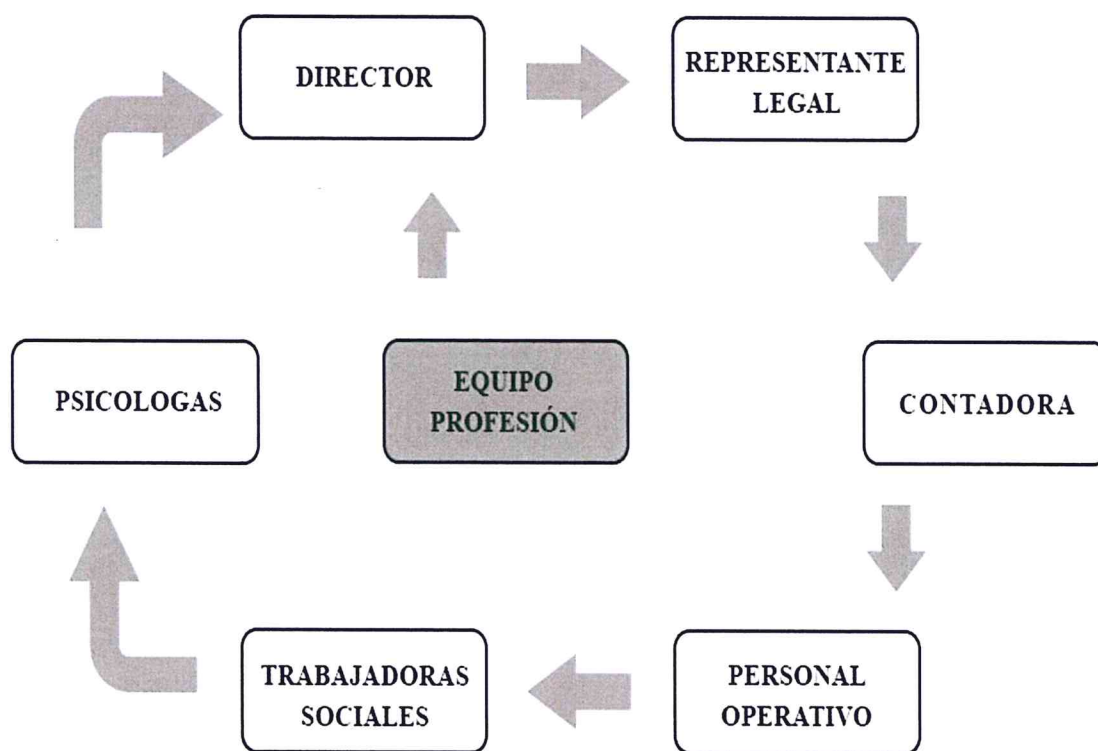 DIRECTOR
REPRESENTANTE
LEGAL
PSICOLOGAS
EQUIPO
PROFESIÓN
CONTADORA
TRABAJADORAS
SOCIALES
PERSONAL
OPERATIVO